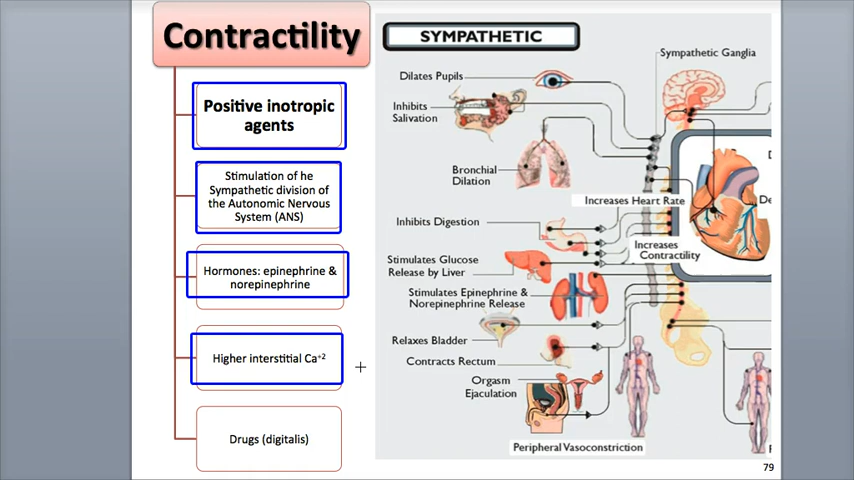 Contractility
Positive inotropic
agents
Stimulation of he
Sympathetic division of
the Autonomic Nervous
System (ANS)
Hormones: epinephrine &
norepinephrine
Higher interstitial Ca⁺²
Drugs (digitalis)
SYMPATHETIC
Sympathetic Ganglia
Dilates Pupils
Inhibits
Salivation
Bronchial
Dilation
Increases Heart Rate
Inhibits Digestion
Increases
Contractility
Stimulates Glucose
Release by Liver
Stimulates Epinephrine &
Norepinephrine Release
Relaxes Bladder
Contracts Rectum
Orgasm
Ejaculation
Peripheral Vasoconstriction
D
De
79